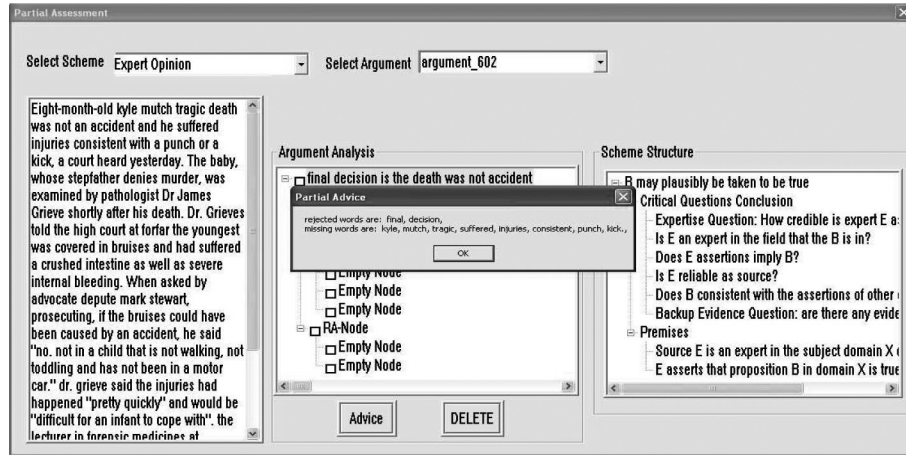 Partial Assessment
Select Scheme Expert Opinion
Select Argument argument_602
Eight-month-old kyle mutch tragic death
was not an accident and he suffered
injuries consistent with a punch or a
kick, a court heard yesterday. The baby,
whose stepfather denies murder, was
examined by pathologist Dr James
Grieve shortly after his death. Dr. Grieves
told the high court at forfar the youngest
was covered in bruises and had suffered
a crushed intestine as well as severe
internal bleeding. When asked by
advocate depute mark stewart,
prosecuting, if the bruises could have
been caused by an accident, he said
"no. not in a child that is not walking, not
toddling and has not been in a motor
car." dr. grieve said the injuries had
happened "pretty quickly" and would be
"difficult for an infant to cope with". the
lecturer in forensic medicines at
Argument Analysis
final decision is the death was not accident
Partial Advice
rejected words are: final, decision,
missing words are: kyle, mutch, tragic, suffered, injuries, consistent, punch, kick.,
OK
Empty Node
Empty Node
Empty Node
RA-Node
Empty Node
Empty Node
Advice
DELETE
Scheme Structure
B may plausibly be taken to be true
Critical Questions Conclusion
Expertise Question: How credible is expert E a
Is E an expert in the field that the B is in?
Does E assertions imply B?
Is E reliable as source?
Does B consistent with the assertions of other
Backup Evidence Question: are there any evide
Premises
Source E is an expert in the subject domain X
E asserts that proposition B in domain X is true